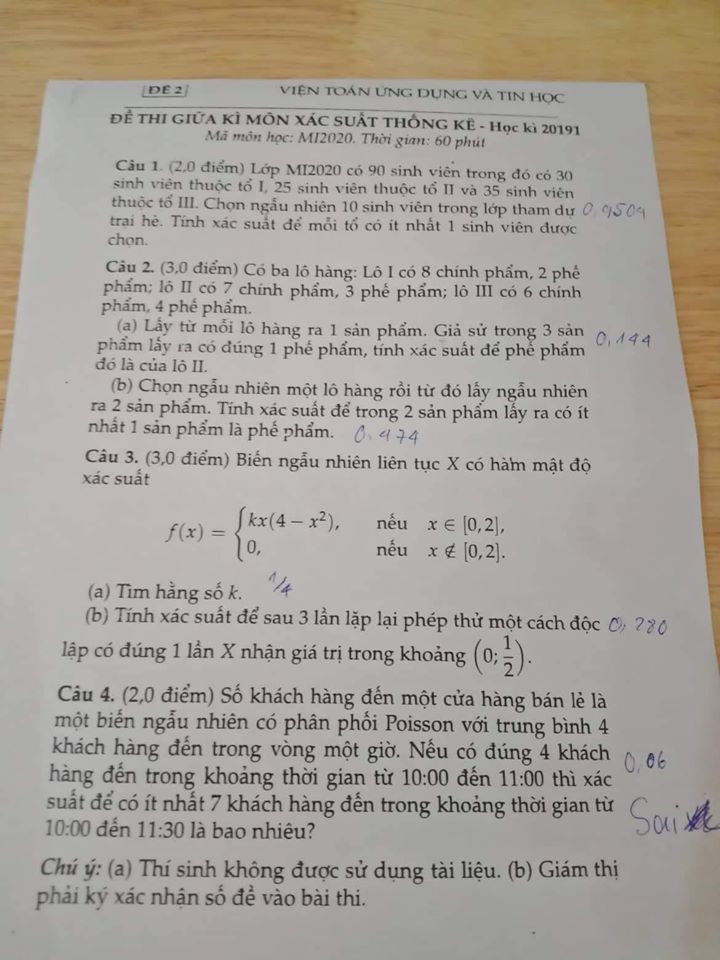 ĐỀ 2 VIỆN TOÁN ỨNG DỤNG VÀ TIN HỌC
ĐỀ THI GIỮA KÌ MÔN XÁC SUẤT THỐNG KÊ - Học kì 20191
Mã môn học: MI2020. Thời gian: 60 phút
Câu 1. (2,0 điểm) Lớp MI2020 có 90 sinh viên trong đó có 30
sinh viên thuộc tổ I, 25 sinh viên thuộc tổ II và 35 sinh viên
thuộc tổ III. Chọn ngẫu nhiên 10 sinh viên trong lớp tham dự 0,9509
trại hè. Tính xác suất để mỗi tổ có ít nhất 1 sinh viên được
chọn.
Câu 2. (3,0 điểm) Có ba lô hàng: Lô I có 8 chính phẩm, 2 phế
phẩm; lô II có 7 chính phẩm, 3 phế phẩm; lô III có 6 chính
phẩm, 4 phế phẩm.
(a) Lấy từ mỗi lô hàng ra 1 sản phẩm. Giả sử trong 3 sản
phẩm lấy ra có đúng 1 phế phẩm, tính xác suất để phế phẩm 0,144
đó là của lô II.
(b) Chọn ngẫu nhiên một lô hàng rồi từ đó lấy ngẫu nhiên
ra 2 sản phẩm. Tính xác suất để trong 2 sản phẩm lấy ra có ít
nhất 1 sản phẩm là phế phẩm. 0.474
Câu 3. (3,0 điểm) Biến ngẫu nhiên liên tục X có hàm mật độ
xác suất
f(x) = { kx(4 − x²), nếu x ∈ [0,2],
0, nếu x ∉ [0,2].
(a) Tìm hằng số k. 1/4
(b) Tính xác suất để sau 3 lần lặp lại phép thử một cách độc 0,280
lập có đúng 1 lần X nhận giá trị trong khoảng (0; 1/2).
Câu 4. (2,0 điểm) Số khách hàng đến một cửa hàng bán lẻ là
một biến ngẫu nhiên có phân phối Poisson với trung bình 4
khách hàng đến trong vòng một giờ. Nếu có đúng 4 khách 0,06
hàng đến trong khoảng thời gian từ 10:00 đến 11:00 thì xác
suất để có ít nhất 7 khách hàng đến trong khoảng thời gian từ Sai
10:00 đến 11:30 là bao nhiêu?
Chú ý: (a) Thí sinh không được sử dụng tài liệu. (b) Giám thị
phải ký xác nhận số đề vào bài thi.